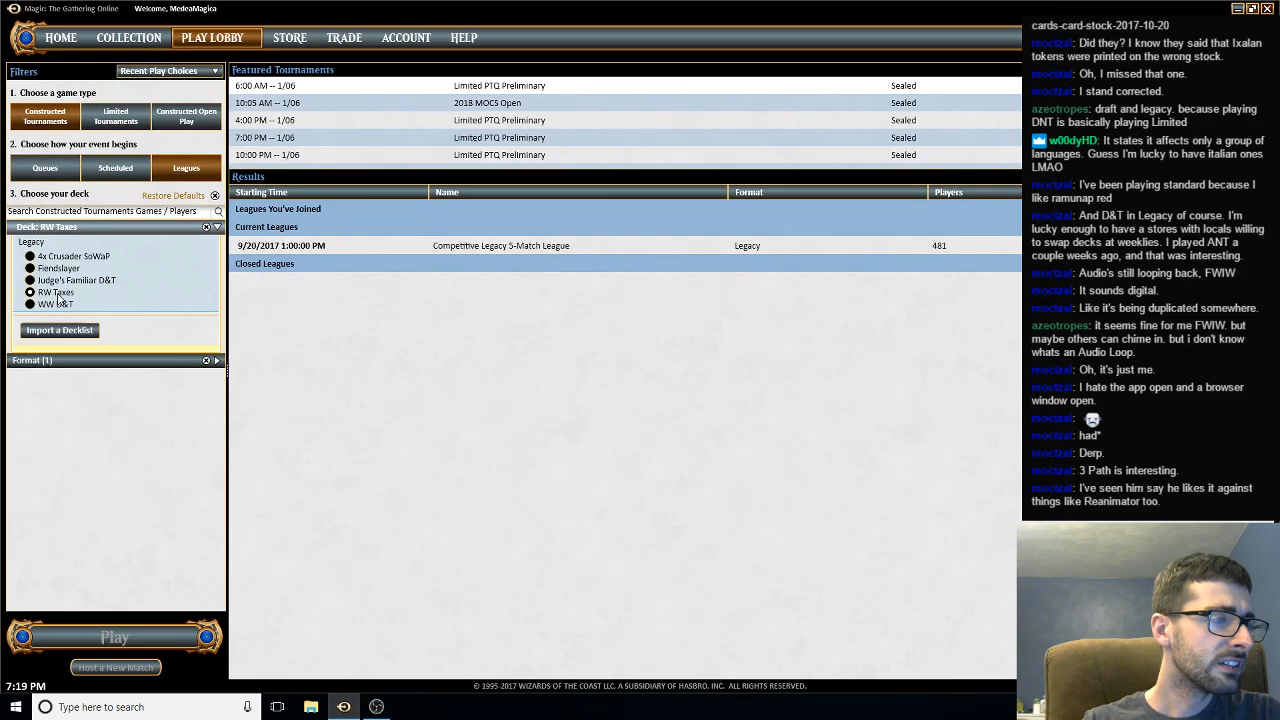 Magic: The Gathering Online
Welcome, MedeaMagica
HOME
COLLECTION
PLAY LOBBY
STORE
TRADE
ACCOUNT
HELP
Filters
Recent Play Choices
1. Choose a game type
Constructed Tournaments
Limited Tournaments
Constructed Open Play
2. Choose how your event begins
Queues
Scheduled
Leagues
3. Choose your deck
Restore Defaults
Search Constructed Tournaments Games / Players
Deck: RW Taxes
Legacy
4x Crusader SoWaP
Fiendslayer
Judge's Familiar D&T
RW Taxes
WW D&T
Import a Decklist
Format (1)
Play
Host a New Match
7:19 PM
Featured Tournaments
6:00 AM -- 1/06 Limited PTQ Preliminary Sealed
10:05 AM -- 1/06 2018 MOCS Open Sealed
4:00 PM -- 1/06 Limited PTQ Preliminary Sealed
7:00 PM -- 1/06 Limited PTQ Preliminary Sealed
10:00 PM -- 1/06 Limited PTQ Preliminary Sealed
Results
Starting Time Name Format Players
Leagues You've Joined
Current Leagues
9/20/2017 1:00:00 PM Competitive Legacy 5-Match League Legacy 481
Closed Leagues
© 1995-2017 WIZARDS OF THE COAST LLC. A SUBSIDIARY OF HASBRO, INC. ALL RIGHTS RESERVED.
Type here to search
cards-card-stock-2017-10-20
moctzal: Did they? I know they said that Ixalan
tokens were printed on the wrong stock.
moctzal: Oh, I missed that one.
moctzal: I stand corrected.
azeotropes: draft and legacy. because playing
DNT is basically playing Limited
w00dyHD: It states it affects only a group of
languages. Guess I'm lucky to have italian ones
LMAO
moctzal: I've been playing standard because I
like ramunap red
moctzal: And D&T in Legacy of course. I'm
lucky enough to have a stores with locals willing
to swap decks at weeklies. I played ANT a
couple weeks ago, and that was interesting.
moctzal: Audio's still looping back, FWIW
moctzal: It sounds digital.
moctzal: Like it's being duplicated somewhere.
azeotropes: it seems fine for me FWIW. but
maybe others can chime in. but i don't know
whats an Audio Loop.
moctzal: Oh, it's just me.
moctzal: I hate the app open and a browser
window open.
moctzal:
moctzal: had*
moctzal: Derp.
moctzal: 3 Path is interesting.
moctzal: I've seen him say he likes it against
things like Reanimator too.